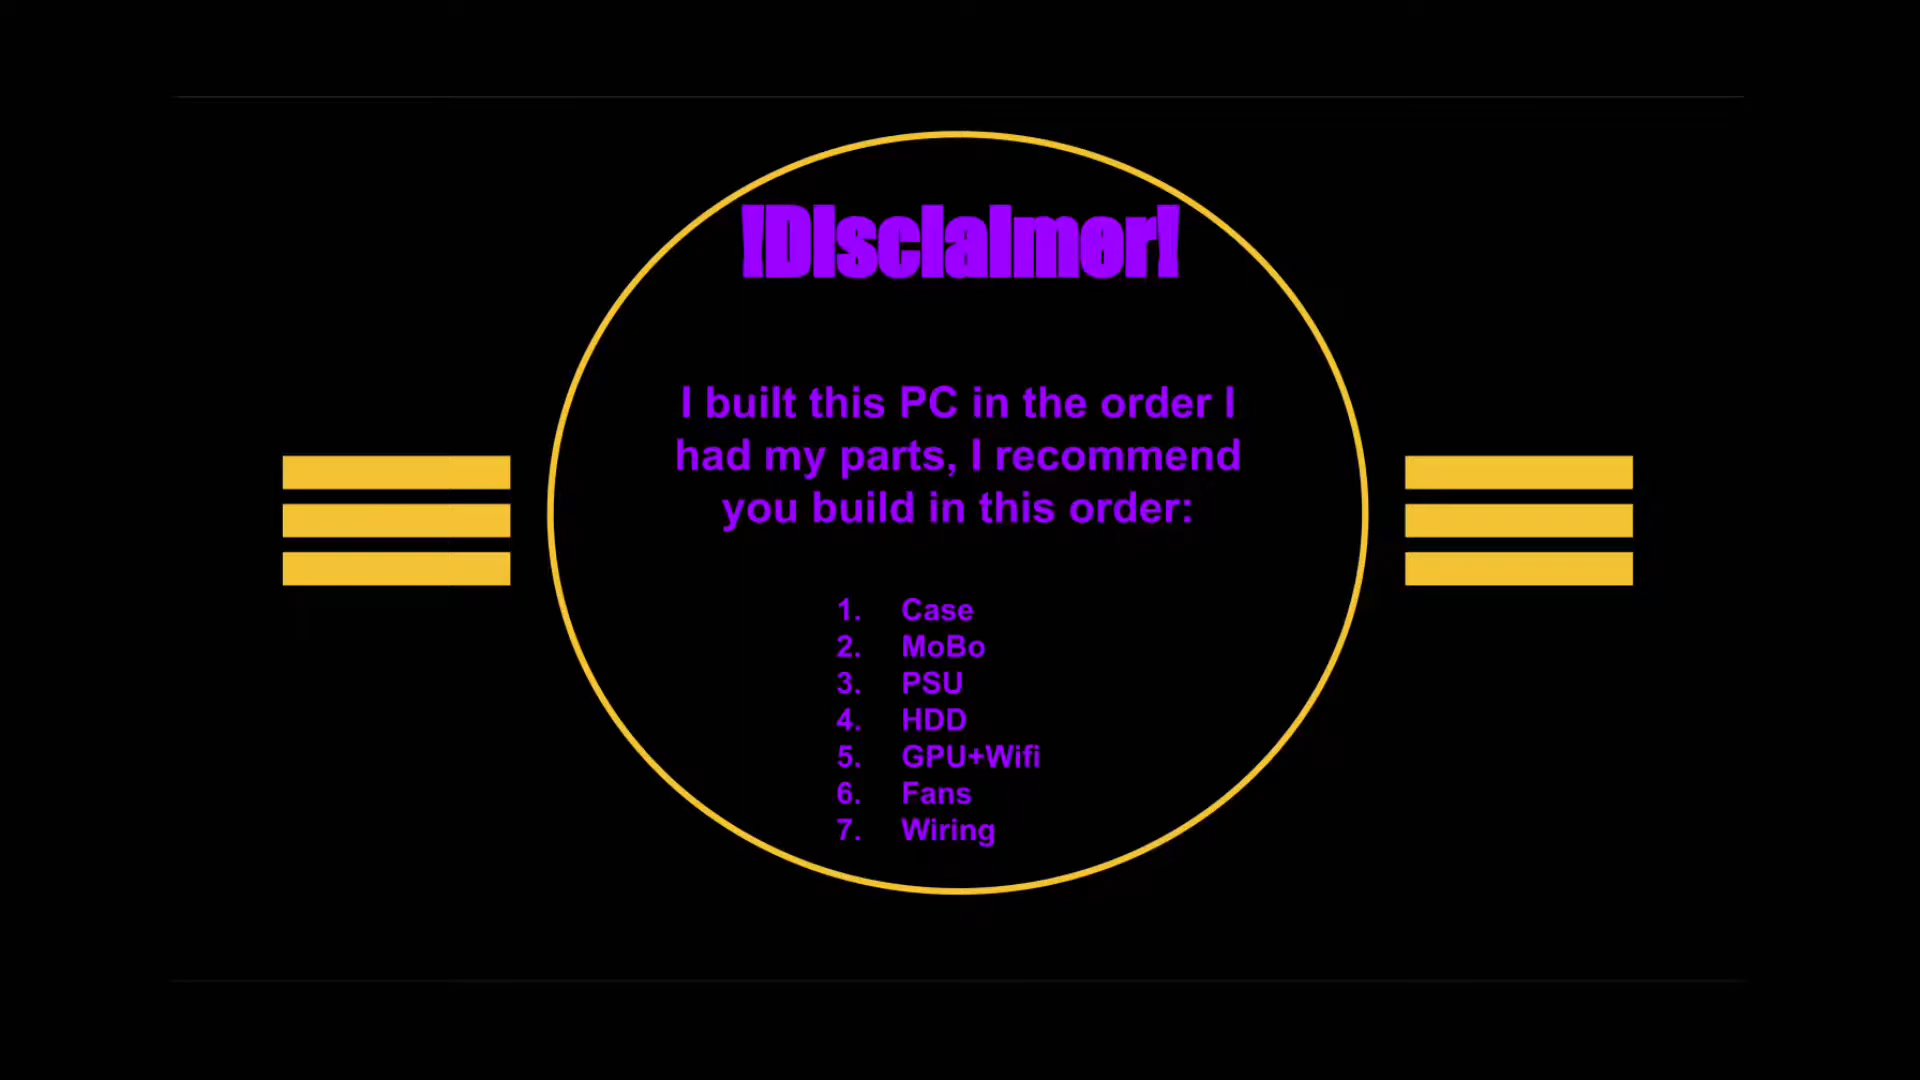 !Disclaimer!
I built this PC in the order I
had my parts, I recommend
you build in this order:
1. Case
2. MoBo
3. PSU
4. HDD
5. GPU+Wifi
6. Fans
7. Wiring